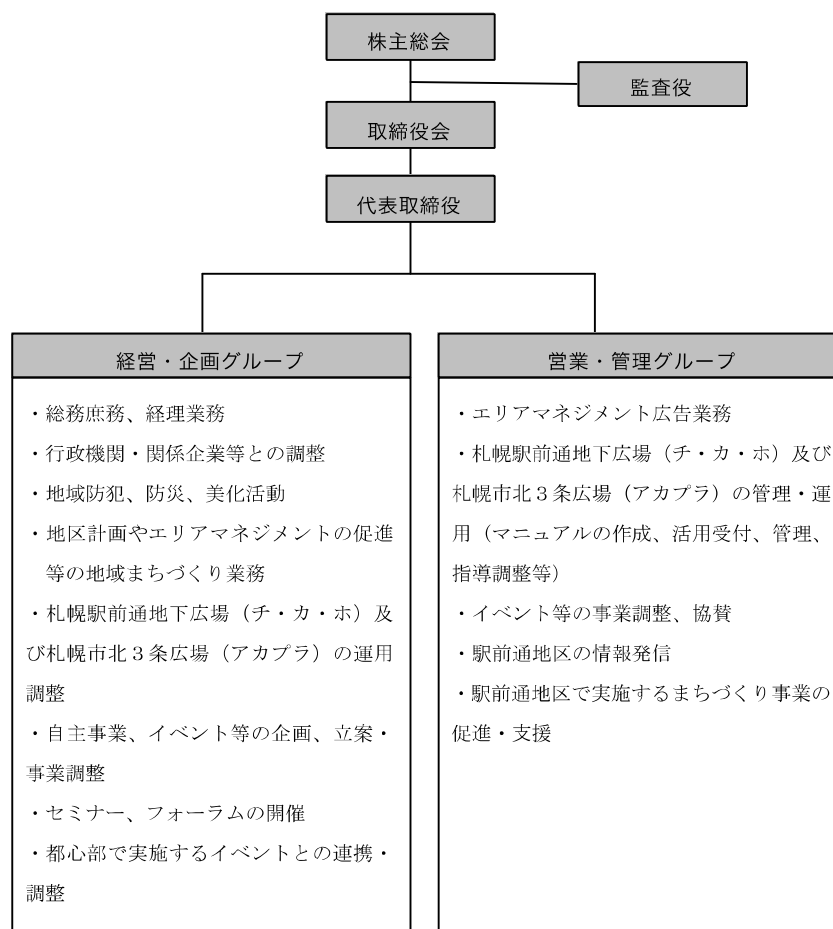 株主総会
監査役
取締役会
代表取締役
経営・企画グループ
・総務庶務、経理業務
・行政機関・関係企業等との調整
・地域防犯、防災、美化活動
・地区計画やエリアマネジメントの促進
等の地域まちづくり業務
・札幌駅前通地下広場（チ・カ・ホ）及
び札幌市北３条広場（アカプラ）の運用
調整
・自主事業、イベント等の企画、立案・
事業調整
・セミナー、フォーラムの開催
・都心部で実施するイベントとの連携・
調整
営業・管理グループ
・エリアマネジメント広告業務
・札幌駅前通地下広場（チ・カ・ホ）及び
札幌市北３条広場（アカプラ）の管理・運
用（マニュアルの作成、活用受付、管理、
指導調整等）
・イベント等の事業調整、協賛
・駅前通地区の情報発信
・駅前通地区で実施するまちづくり事業の
促進・支援